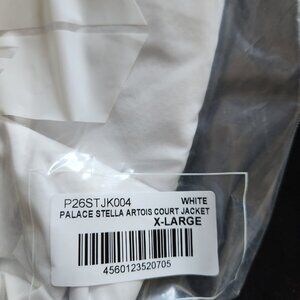 P26STJK004 WHITE
PALACE STELLA ARTOIS COURT JACKET
X-LARGE
4560123520705